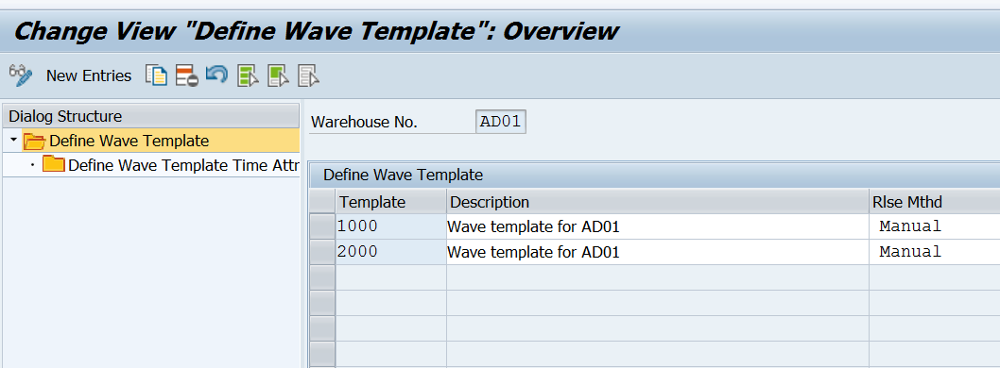 Change View "Define Wave Template": Overview
New Entries
Dialog Structure
Define Wave Template
Define Wave Template Time Attr
Warehouse No. AD01
Define Wave Template
Template Description Rlse Mthd
1000 Wave template for AD01 Manual
2000 Wave template for AD01 Manual